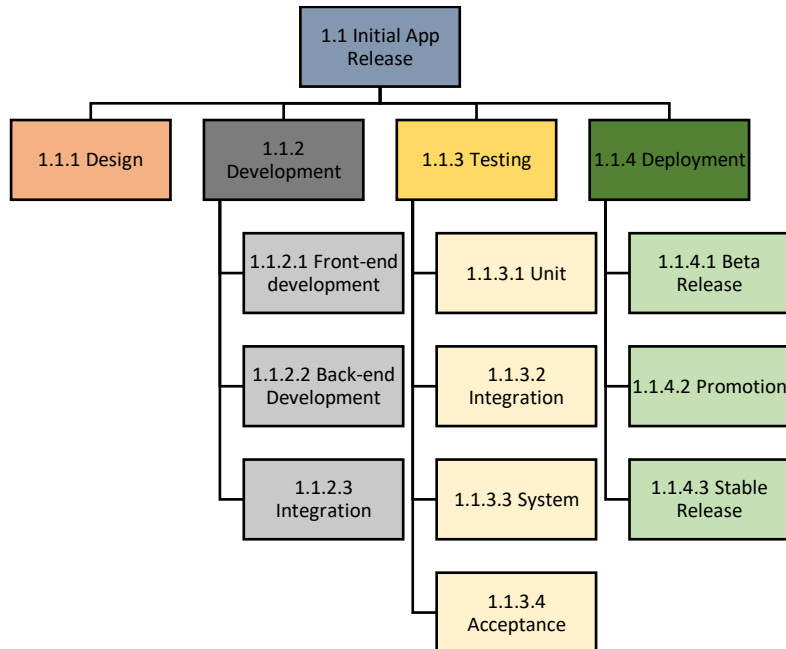 1.1 Initial App
Release
1.1.1 Design
1.1.2
Development
1.1.3 Testing
1.1.4 Deployment
1.1.2.1 Front-end
development
1.1.2.2 Back-end
Development
1.1.2.3
Integration
1.1.3.1 Unit
1.1.3.2
Integration
1.1.3.3 System
1.1.3.4
Acceptance
1.1.4.1 Beta
Release
1.1.4.2 Promotion
1.1.4.3 Stable
Release